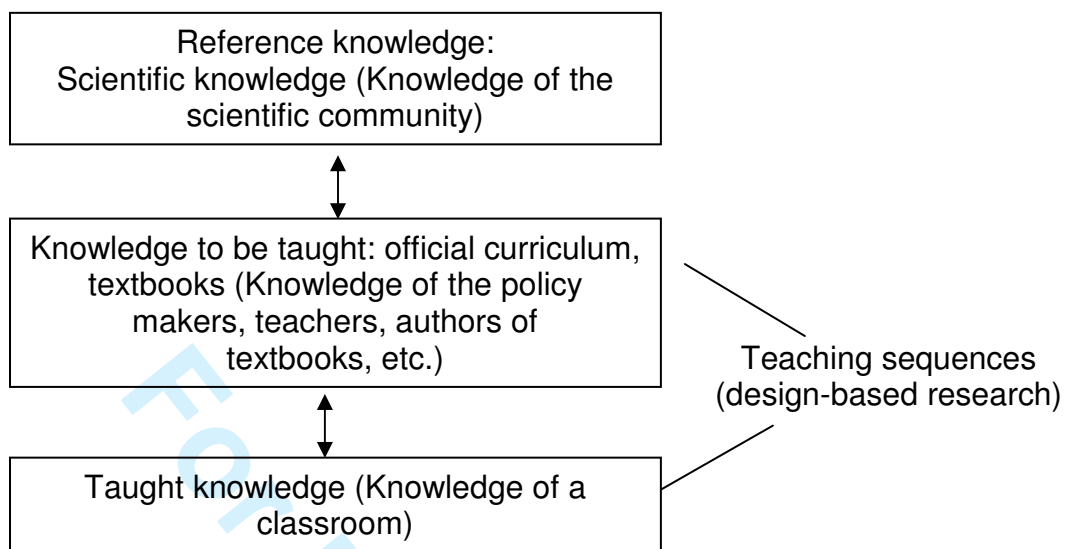 Reference knowledge:
Scientific knowledge (Knowledge of the
scientific community)
Knowledge to be taught: official curriculum,
textbooks (Knowledge of the policy
makers, teachers, authors of
textbooks, etc.)
Teaching sequences
(design-based research)
Taught knowledge (Knowledge of a
classroom)
For